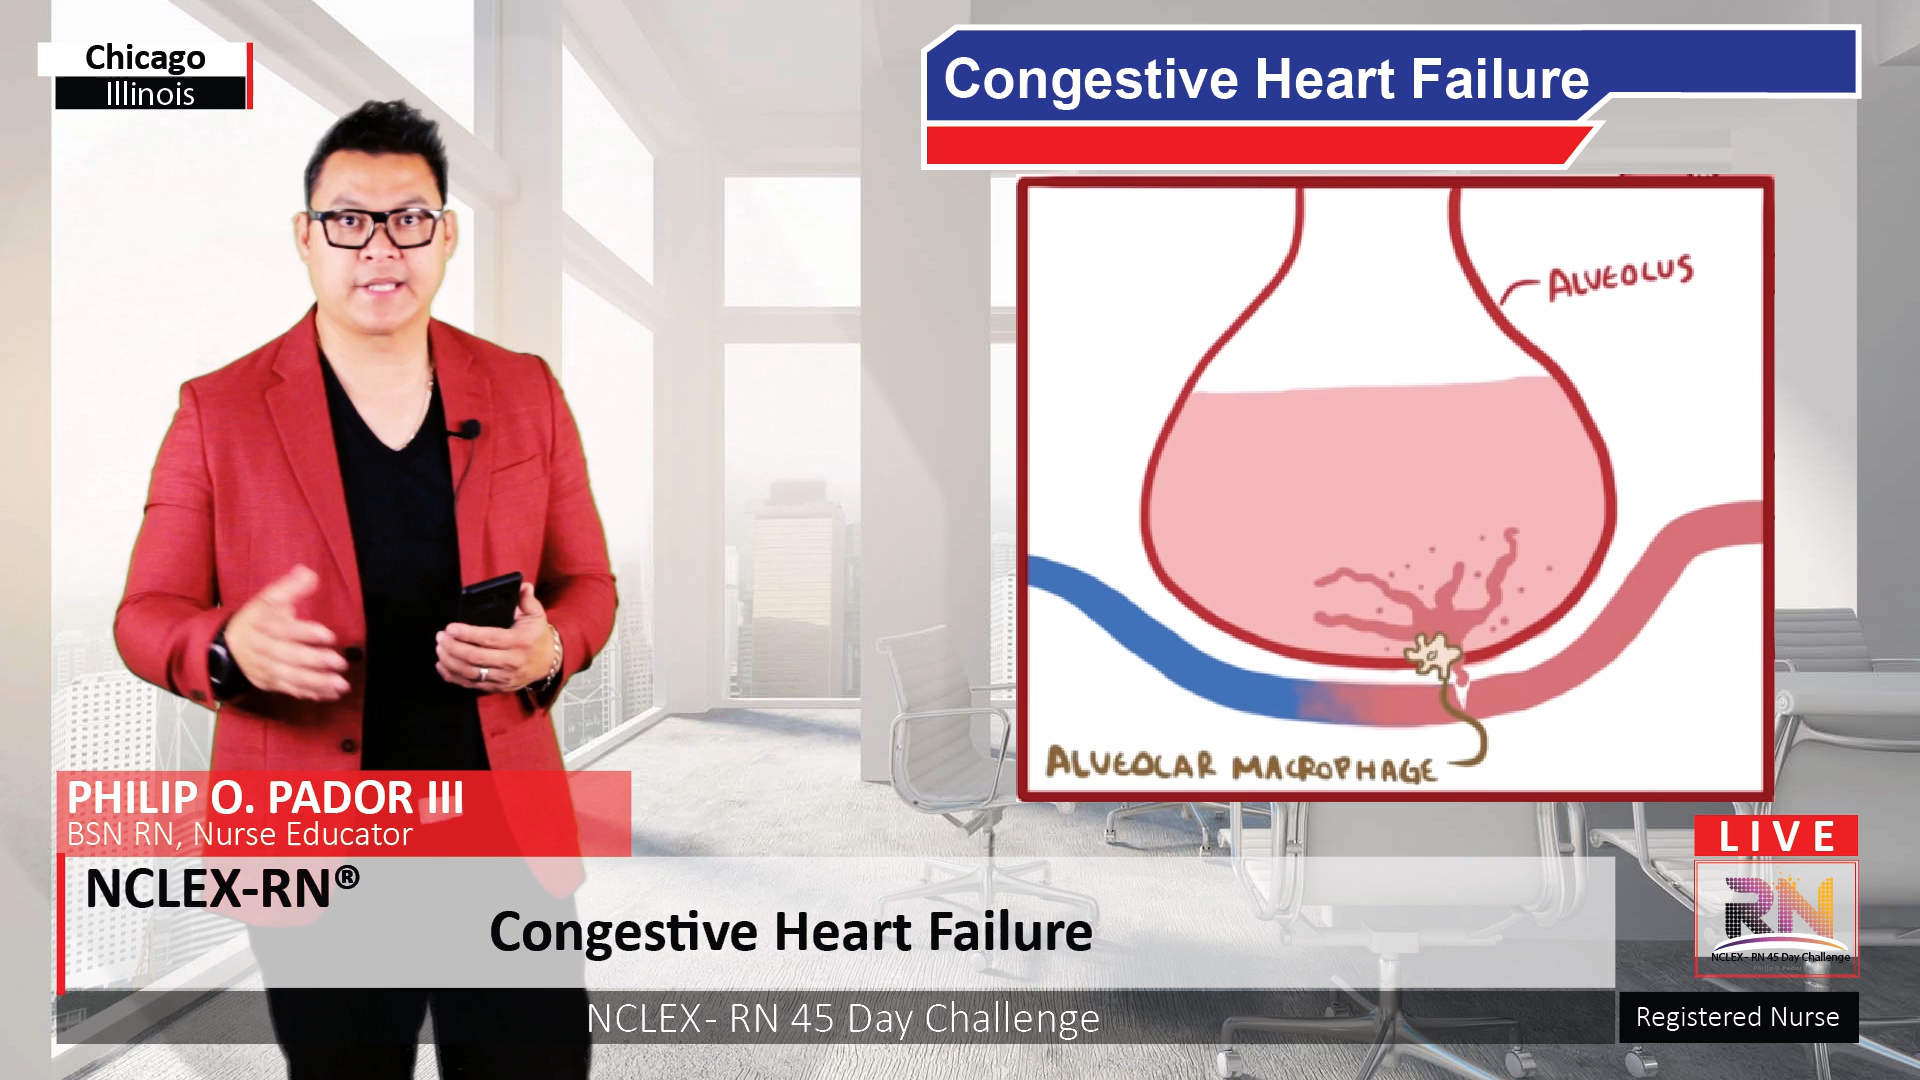 Chicago
Illinois
Congestive Heart Failure
ALVEOLUS
ALVEOLAR MACROPHAGE
PHILIP O. PADOR III
BSN RN, Nurse Educator
NCLEX-RN®
Congestive Heart Failure
NCLEX- RN 45 Day Challenge
LIVE
RN
NCLEX- RN 45 Day Challenge
Registered Nurse